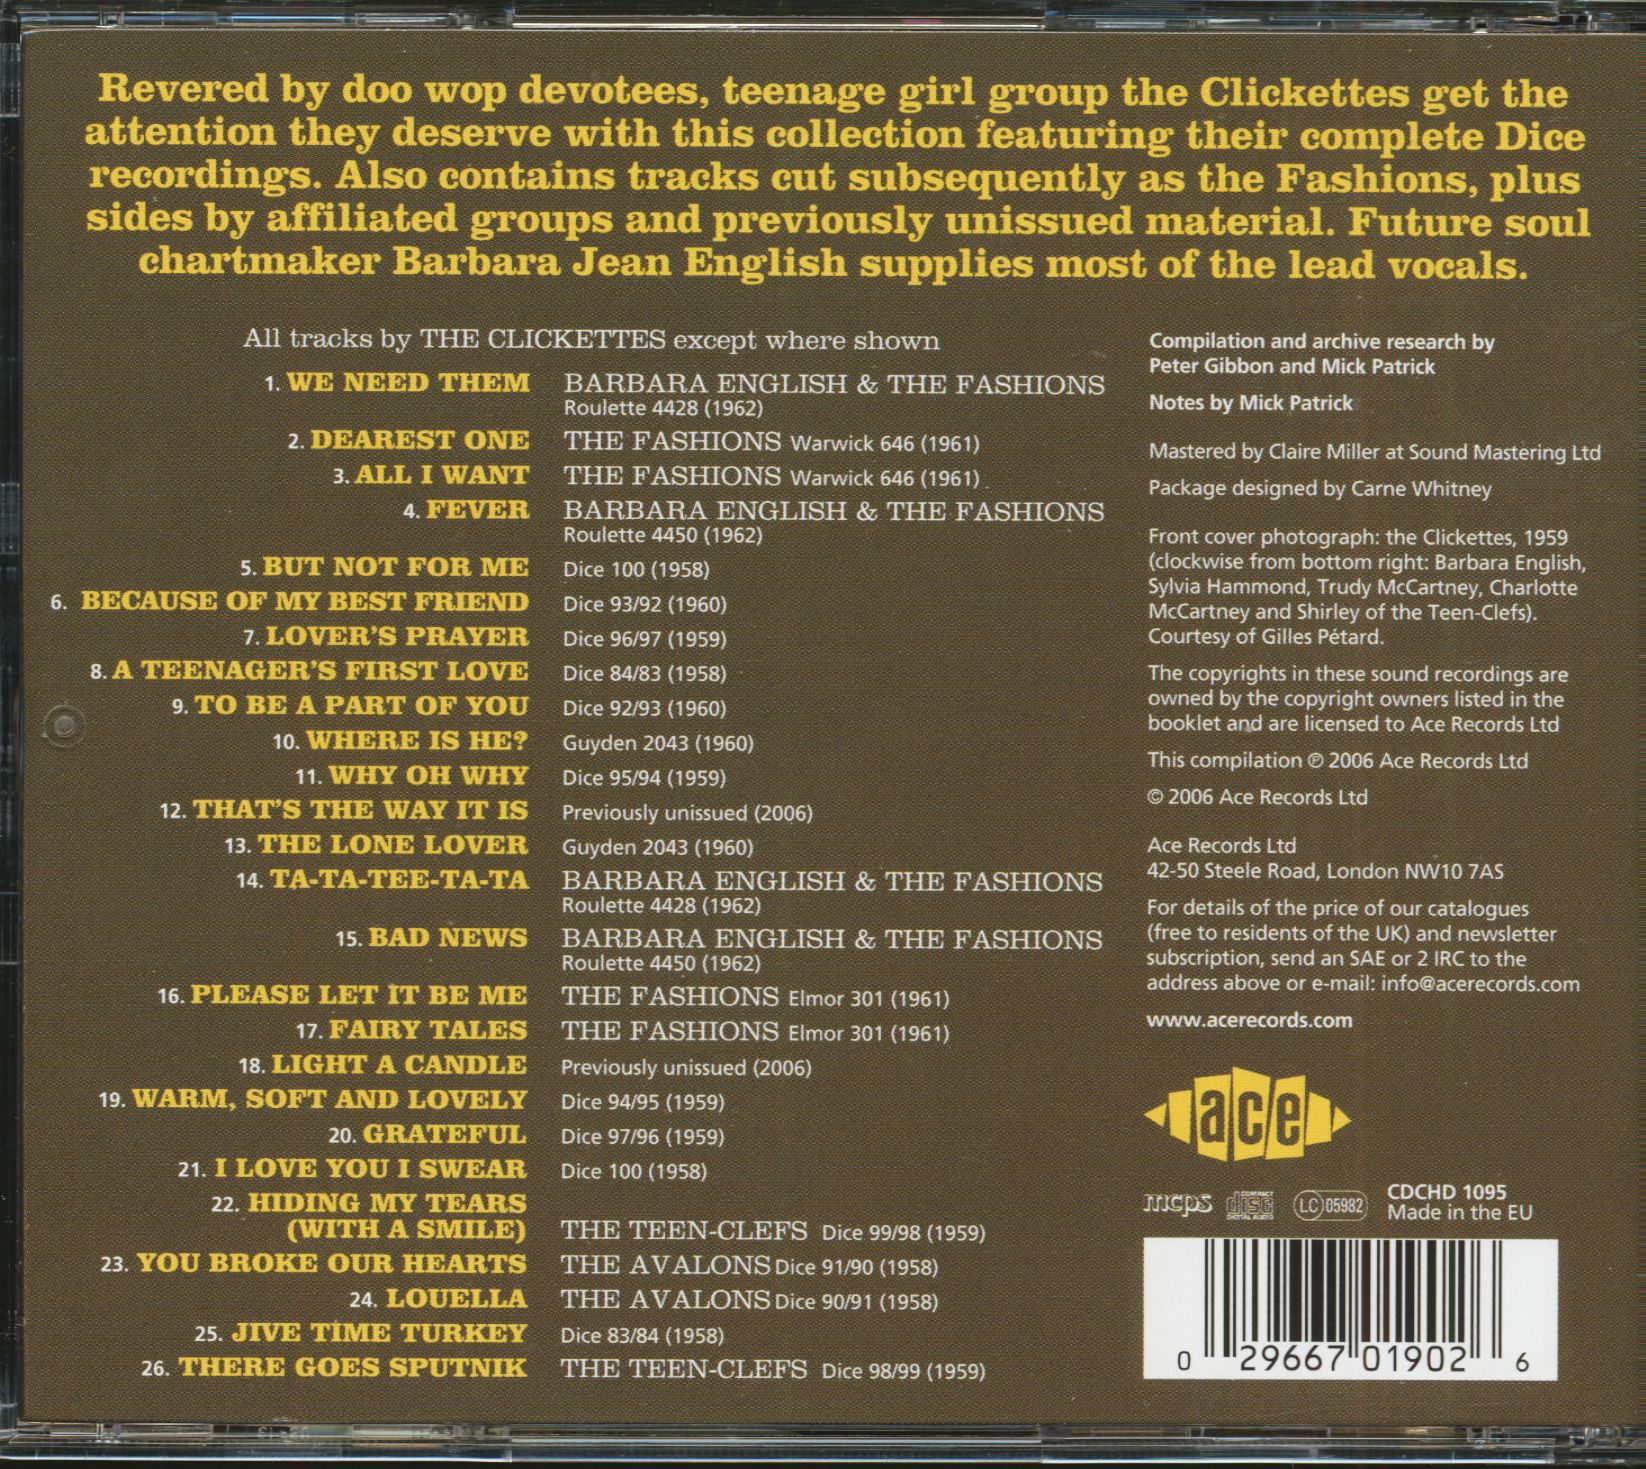 Revered by doo wop devotees, teenage girl group the Clickettes get the
attention they deserve with this collection featuring their complete Dice
recordings. Also contains tracks cut subsequently as the Fashions, plus
sides by affiliated groups and previously unissued material. Future soul
chartmaker Barbara Jean English supplies most of the lead vocals.
All tracks by THE CLICKETTES except where shown
1. WE NEED THEM BARBARA ENGLISH & THE FASHIONS
Roulette 4428 (1962)
2. DEAREST ONE THE FASHIONS Warwick 646 (1961)
3. ALL I WANT THE FASHIONS Warwick 646 (1961)
4. FEVER BARBARA ENGLISH & THE FASHIONS
Roulette 4450 (1962)
5. BUT NOT FOR ME Dice 100 (1958)
6. BECAUSE OF MY BEST FRIEND Dice 93/92 (1960)
7. LOVER'S PRAYER Dice 96/97 (1959)
8. A TEENAGER'S FIRST LOVE Dice 84/83 (1958)
9. TO BE A PART OF YOU Dice 92/93 (1960)
10. WHERE IS HE? Guyden 2043 (1960)
11. WHY OH WHY Dice 95/94 (1959)
12. THAT'S THE WAY IT IS Previously unissued (2006)
13. THE LONE LOVER Guyden 2043 (1960)
14. TA-TA-TEE-TA-TA BARBARA ENGLISH & THE FASHIONS
Roulette 4428 (1962)
15. BAD NEWS BARBARA ENGLISH & THE FASHIONS
Roulette 4450 (1962)
16. PLEASE LET IT BE ME THE FASHIONS Elmor 301 (1961)
17. FAIRY TALES THE FASHIONS Elmor 301 (1961)
18. LIGHT A CANDLE Previously unissued (2006)
19. WARM, SOFT AND LOVELY Dice 94/95 (1959)
20. GRATEFUL Dice 97/96 (1959)
21. I LOVE YOU I SWEAR Dice 100 (1958)
22. HIDING MY TEARS
(WITH A SMILE) THE TEEN-CLEFS Dice 99/98 (1959)
23. YOU BROKE OUR HEARTS THE AVALONS Dice 91/90 (1958)
24. LOUELLA THE AVALONS Dice 90/91 (1958)
25. JIVE TIME TURKEY Dice 83/84 (1958)
26. THERE GOES SPUTNIK THE TEEN-CLEFS Dice 98/99 (1959)
Compilation and archive research by
Peter Gibbon and Mick Patrick
Notes by Mick Patrick
Mastered by Claire Miller at Sound Mastering Ltd
Package designed by Carne Whitney
Front cover photograph: the Clickettes, 1959
(clockwise from bottom right: Barbara English,
Sylvia Hammond, Trudy McCartney, Charlotte
McCartney and Shirley of the Teen-Clefs).
Courtesy of Gilles Pétard.
The copyrights in these sound recordings are
owned by the copyright owners listed in the
booklet and are licensed to Ace Records Ltd
This compilation ℗ 2006 Ace Records Ltd
© 2006 Ace Records Ltd
Ace Records Ltd
42-50 Steele Road, London NW10 7AS
For details of the price of our catalogues
(free to residents of the UK) and newsletter
subscription, send an SAE or 2 IRC to the
address above or e-mail: info@acerecords.com
www.acerecords.com
ace
mcps COMPACT disc DIGITAL AUDIO LC 05982
CDCHD 1095
Made in the EU
0 29667 01902 6